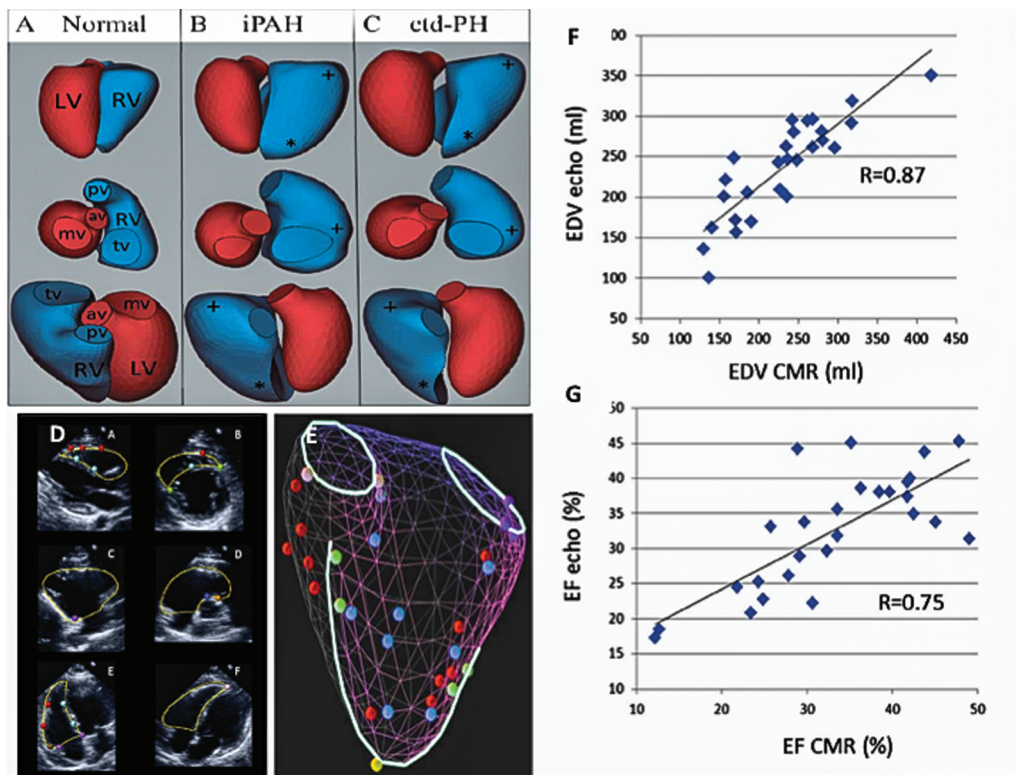 A Normal
B iPAH
C ctd-PH
LV RV
+
*
+
*
pv
av RV
mv tv
+
+
tv mv
av
pv
RV LV
+
*
+
*
D
A
B
C
D
E
F
E
F
00
350
300
250
200
150
100
50
EDV echo (ml)
R=0.87
50 100 150 200 250 300 350 400 450
EDV CMR (ml)
G
50
45
40
35
30
25
20
15
10
EF echo (%)
R=0.75
10 20 30 40 50
EF CMR (%)